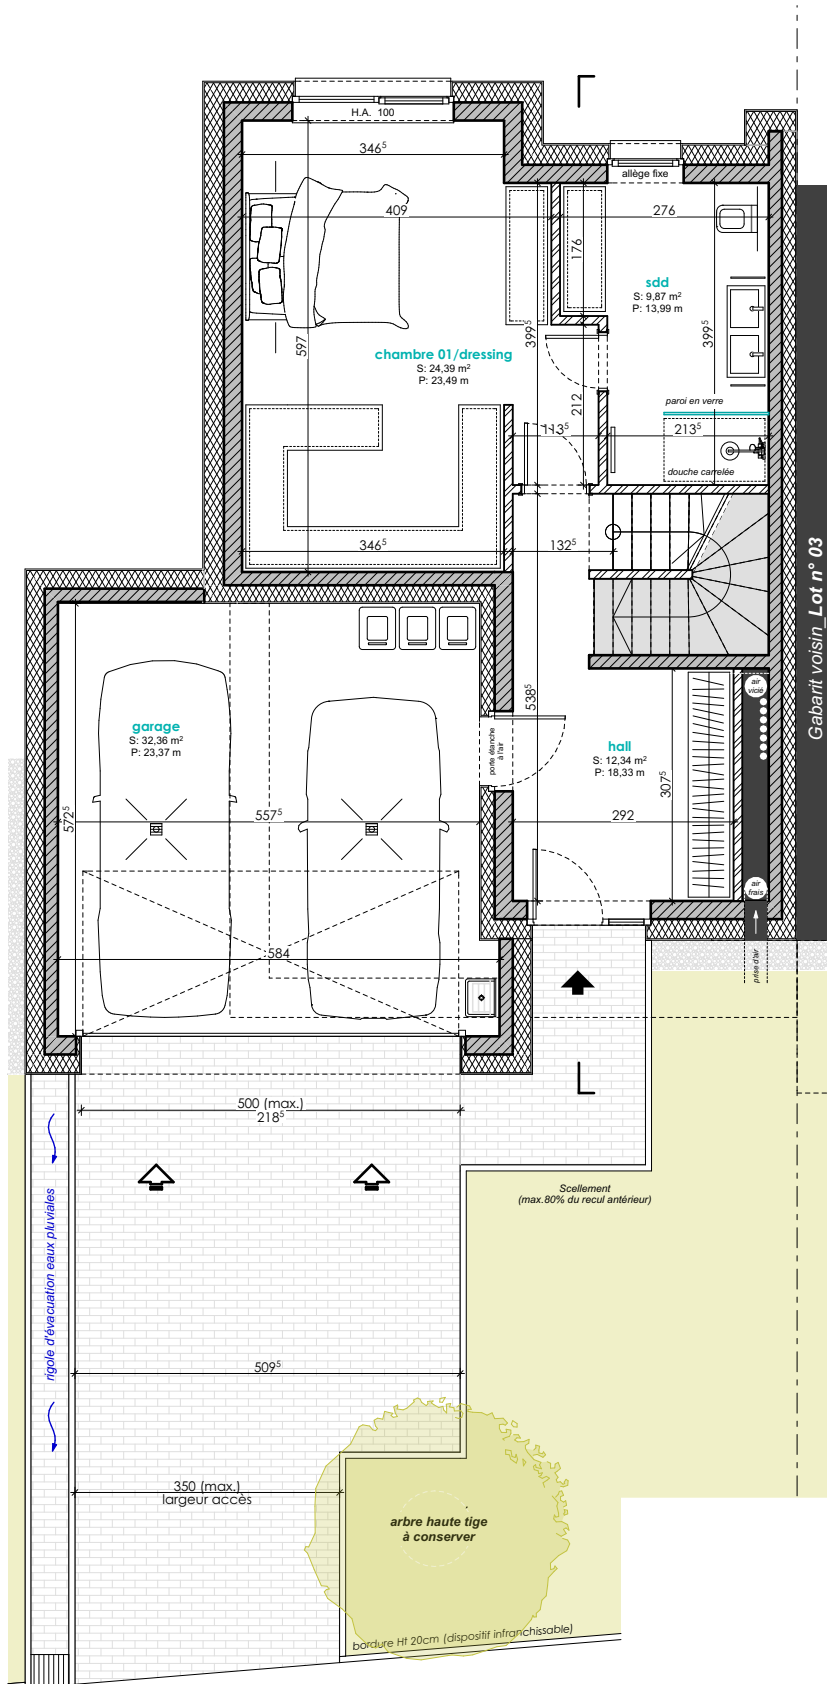 H.A. 100
allège fixe
346⁵
409
276
176
sdd
S: 9,87 m²
P: 13,99 m
399⁵
399⁵
597
chambre 01/dressing
S: 24,39 m²
P: 23,49 m
212
paroi en verre
113⁵
213⁵
douche carrelée
346⁵
132⁵
Gabarit voisin_Lot n° 03
538⁵
air
vicié
garage
S: 32,36 m²
P: 23,37 m
porte étanche
à l'air
hall
S: 12,34 m²
P: 18,33 m
307⁵
572⁵
557⁵
292
air
frais
584
prise d'air
500 (max.)
218⁵
rigole d'évacuation eaux pluviales
Scellement
(max.80% du recul antérieur)
509⁵
350 (max.)
largeur accès
arbre haute tige
à conserver
bordure Ht 20cm (dispositif infranchissable)